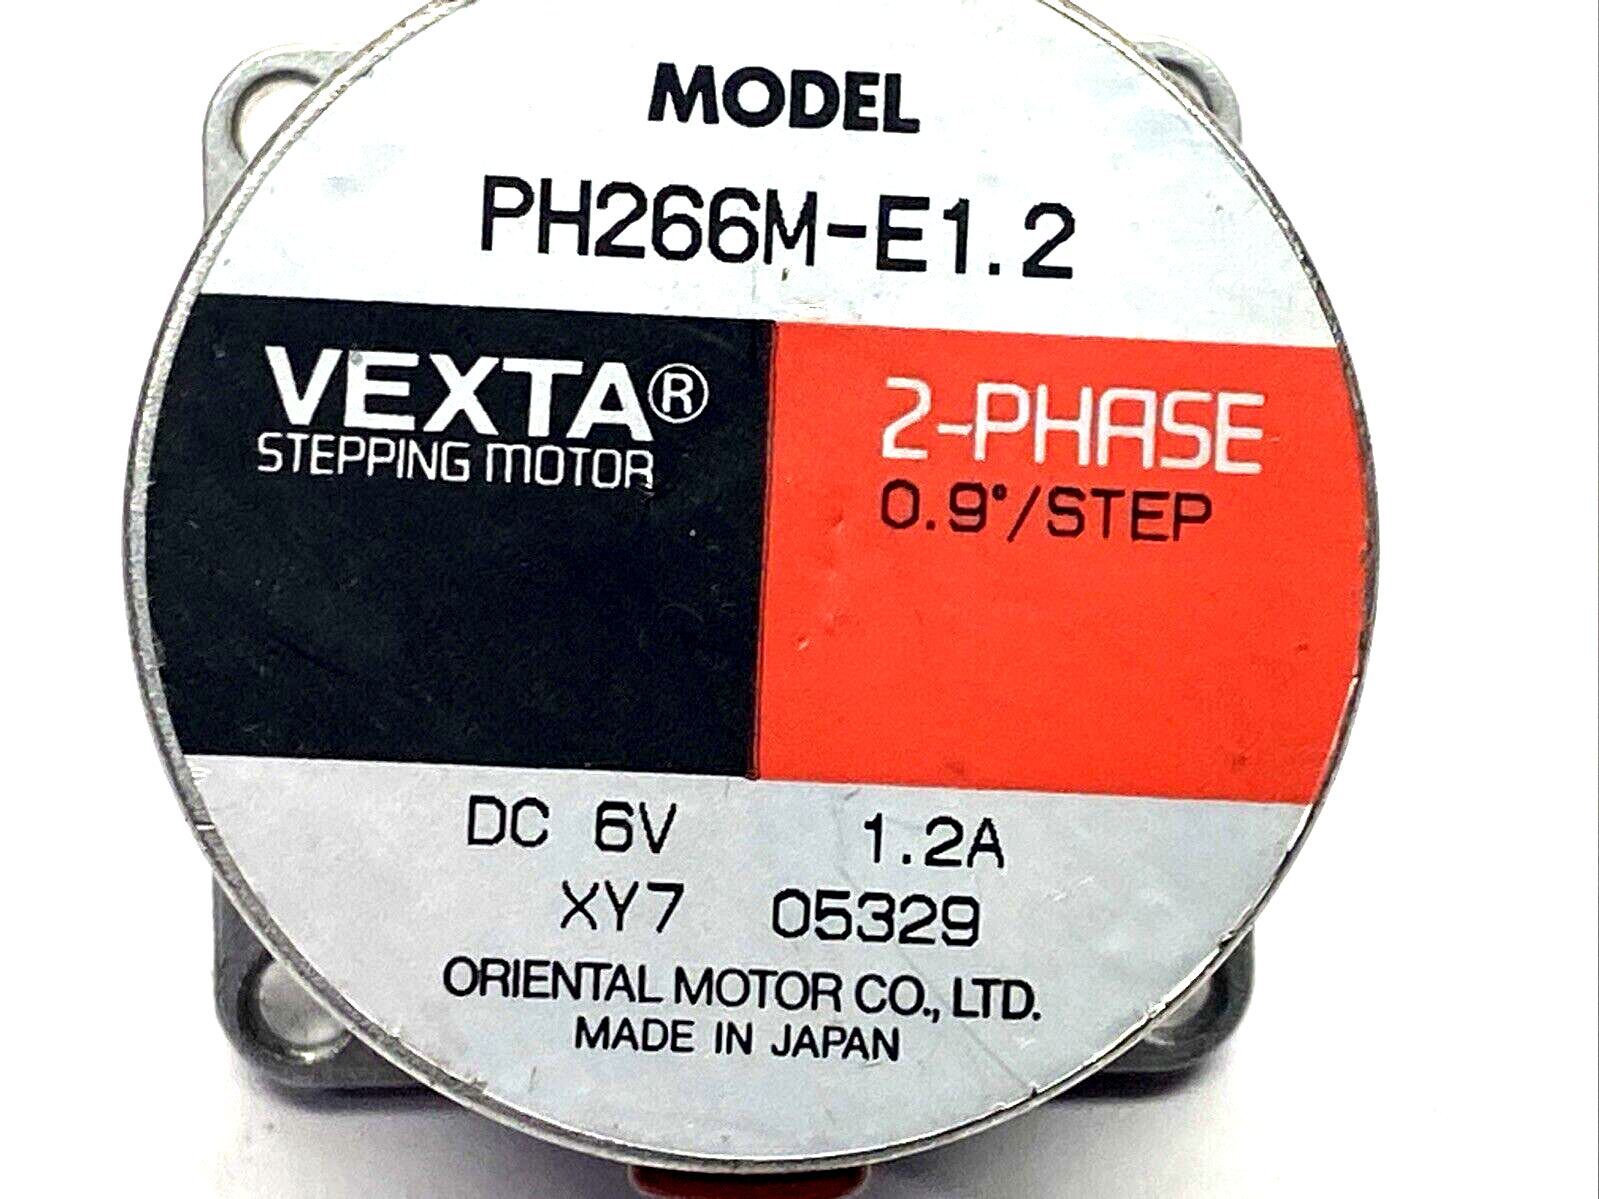 MODEL
PH266M-E1.2
VEXTA®
STEPPING MOTOR
2-PHASE
0.9°/STEP
DC 6V 1.2A
XY7 05329
ORIENTAL MOTOR CO., LTD.
MADE IN JAPAN